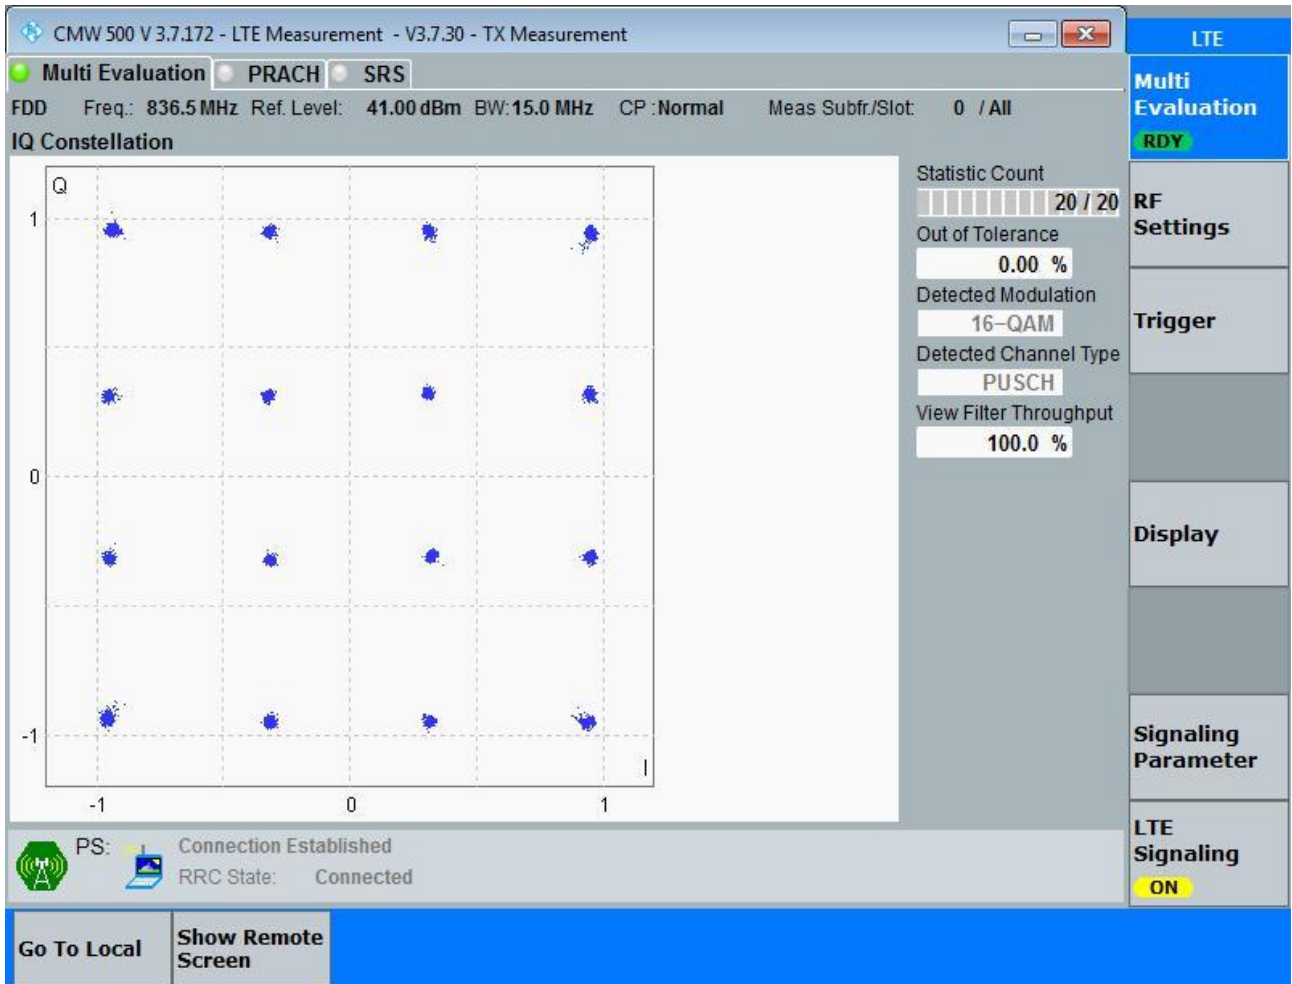 CMW 500 V 3.7.172 - LTE Measurement - V3.7.30 - TX Measurement
LTE
Multi Evaluation PRACH SRS
FDD Freq.: 836.5 MHz Ref. Level: 41.00 dBm BW: 15.0 MHz CP : Normal Meas Subfr./Slot: 0 / All
IQ Constellation
Q
1
0
-1
-1 0 1
I
Statistic Count
20 / 20
Out of Tolerance
0.00 %
Detected Modulation
16-QAM
Detected Channel Type
PUSCH
View Filter Throughput
100.0 %
Multi
Evaluation
RDY
RF
Settings
Trigger
Display
Signaling
Parameter
LTE
Signaling
ON
PS: Connection Established
RRC State: Connected
Go To Local
Show Remote
Screen